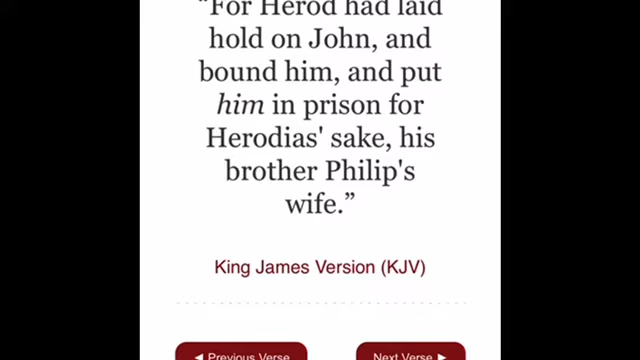 “For Herod had laid
hold on John, and
bound him, and put
him in prison for
Herodias' sake, his
brother Philip's
wife.”
King James Version (KJV)
◄ Previous Verse
Next Verse ►